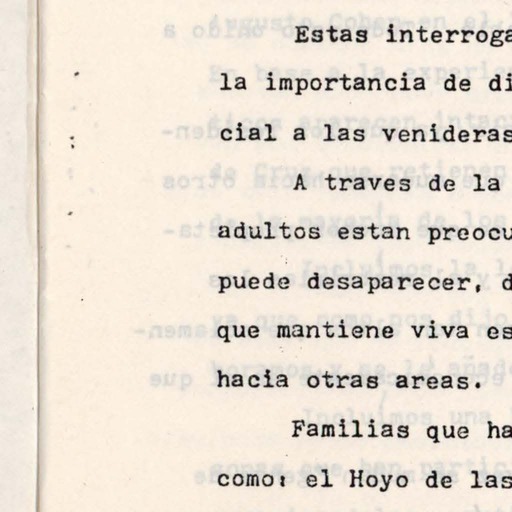 Estas interroga
la importancia de di
cial a las venideras
A traves de la
adultos estan preocu
puede desaparecer, d
que mantiene viva es
hacia otras areas.
Familias que ha
como: el Hoyo de las